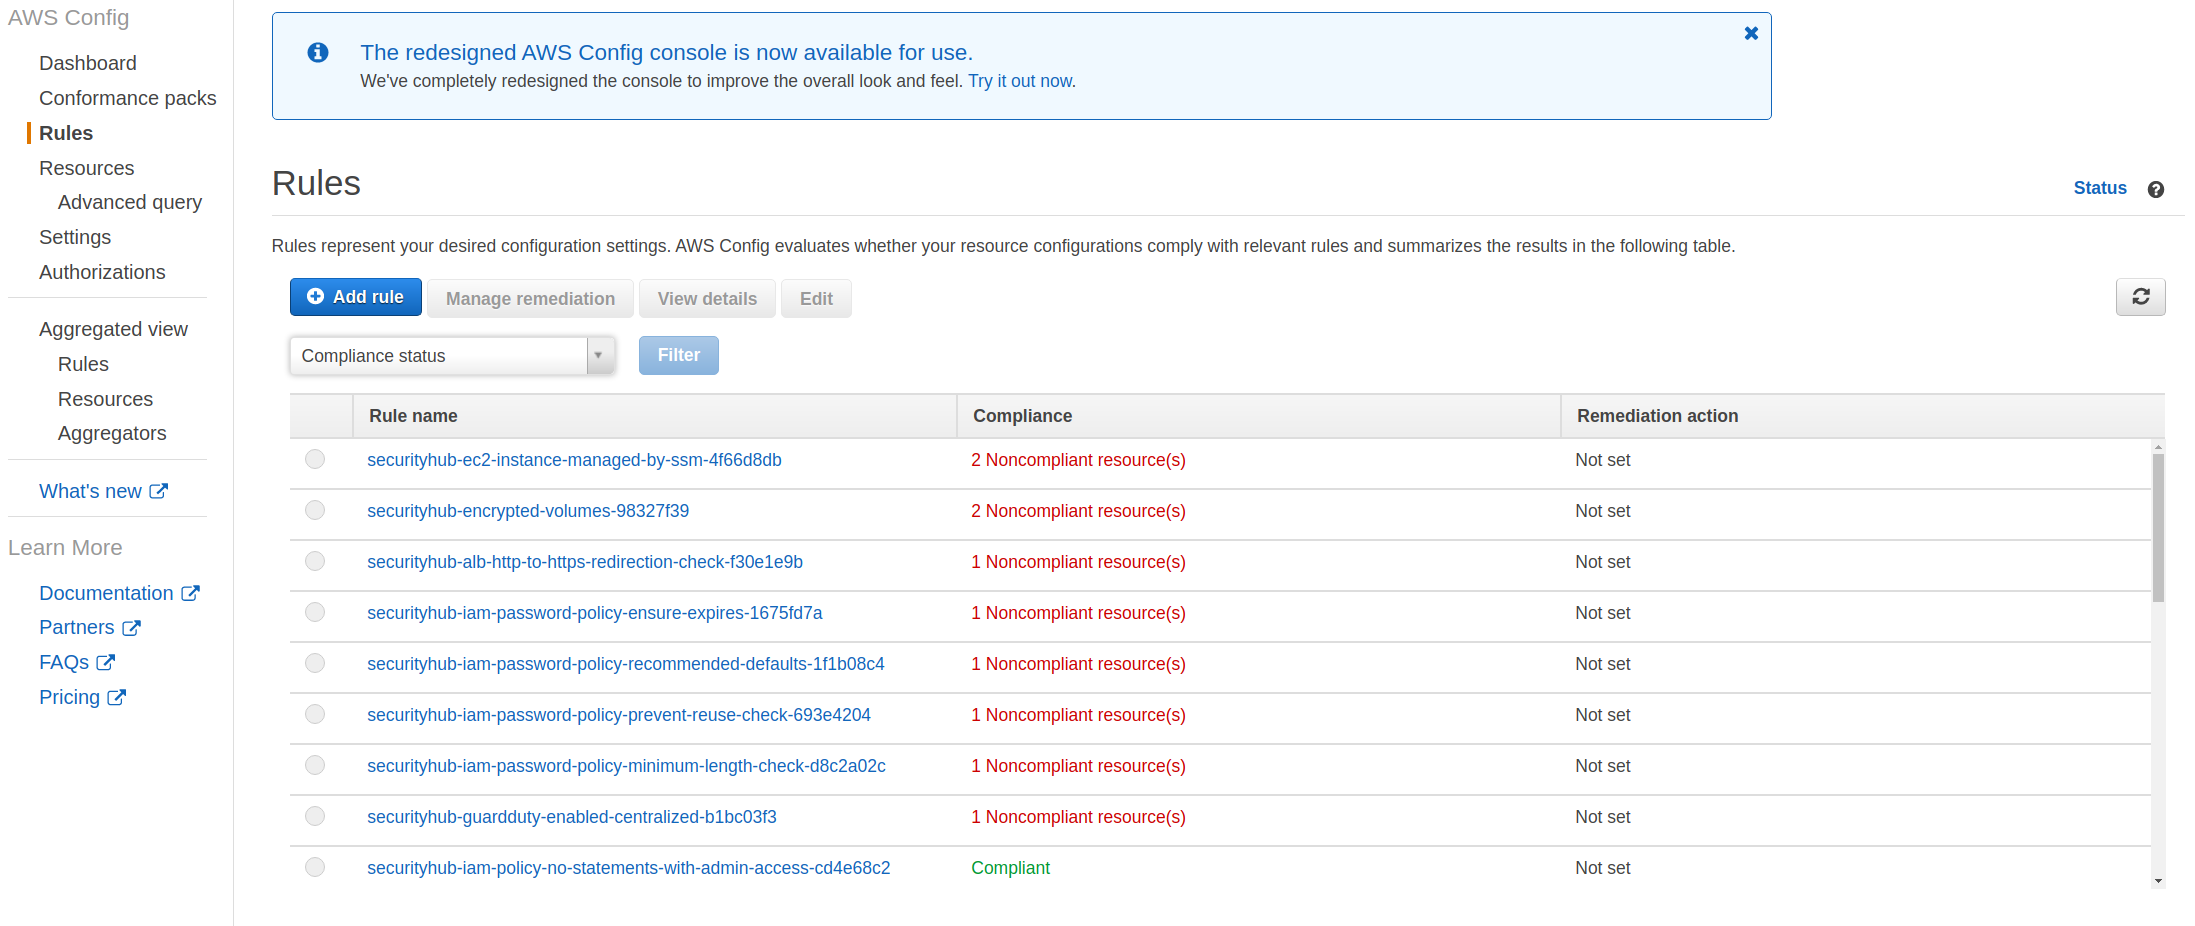 AWS Config
Dashboard
Conformance packs
Rules
Resources
Advanced query
Settings
Authorizations
Aggregated view
Rules
Resources
Aggregators
What's new
Learn More
Documentation
Partners
FAQs
Pricing
The redesigned AWS Config console is now available for use.
We've completely redesigned the console to improve the overall look and feel. Try it out now.
Rules
Status
Rules represent your desired configuration settings. AWS Config evaluates whether your resource configurations comply with relevant rules and summarizes the results in the following table.
Add rule Manage remediation View details Edit
Compliance status Filter
Rule name Compliance Remediation action
securityhub-ec2-instance-managed-by-ssm-4f66d8db 2 Noncompliant resource(s) Not set
securityhub-encrypted-volumes-98327f39 2 Noncompliant resource(s) Not set
securityhub-alb-http-to-https-redirection-check-f30e1e9b 1 Noncompliant resource(s) Not set
securityhub-iam-password-policy-ensure-expires-1675fd7a 1 Noncompliant resource(s) Not set
securityhub-iam-password-policy-recommended-defaults-1f1b08c4 1 Noncompliant resource(s) Not set
securityhub-iam-password-policy-prevent-reuse-check-693e4204 1 Noncompliant resource(s) Not set
securityhub-iam-password-policy-minimum-length-check-d8c2a02c 1 Noncompliant resource(s) Not set
securityhub-guardduty-enabled-centralized-b1bc03f3 1 Noncompliant resource(s) Not set
securityhub-iam-policy-no-statements-with-admin-access-cd4e68c2 Compliant Not set